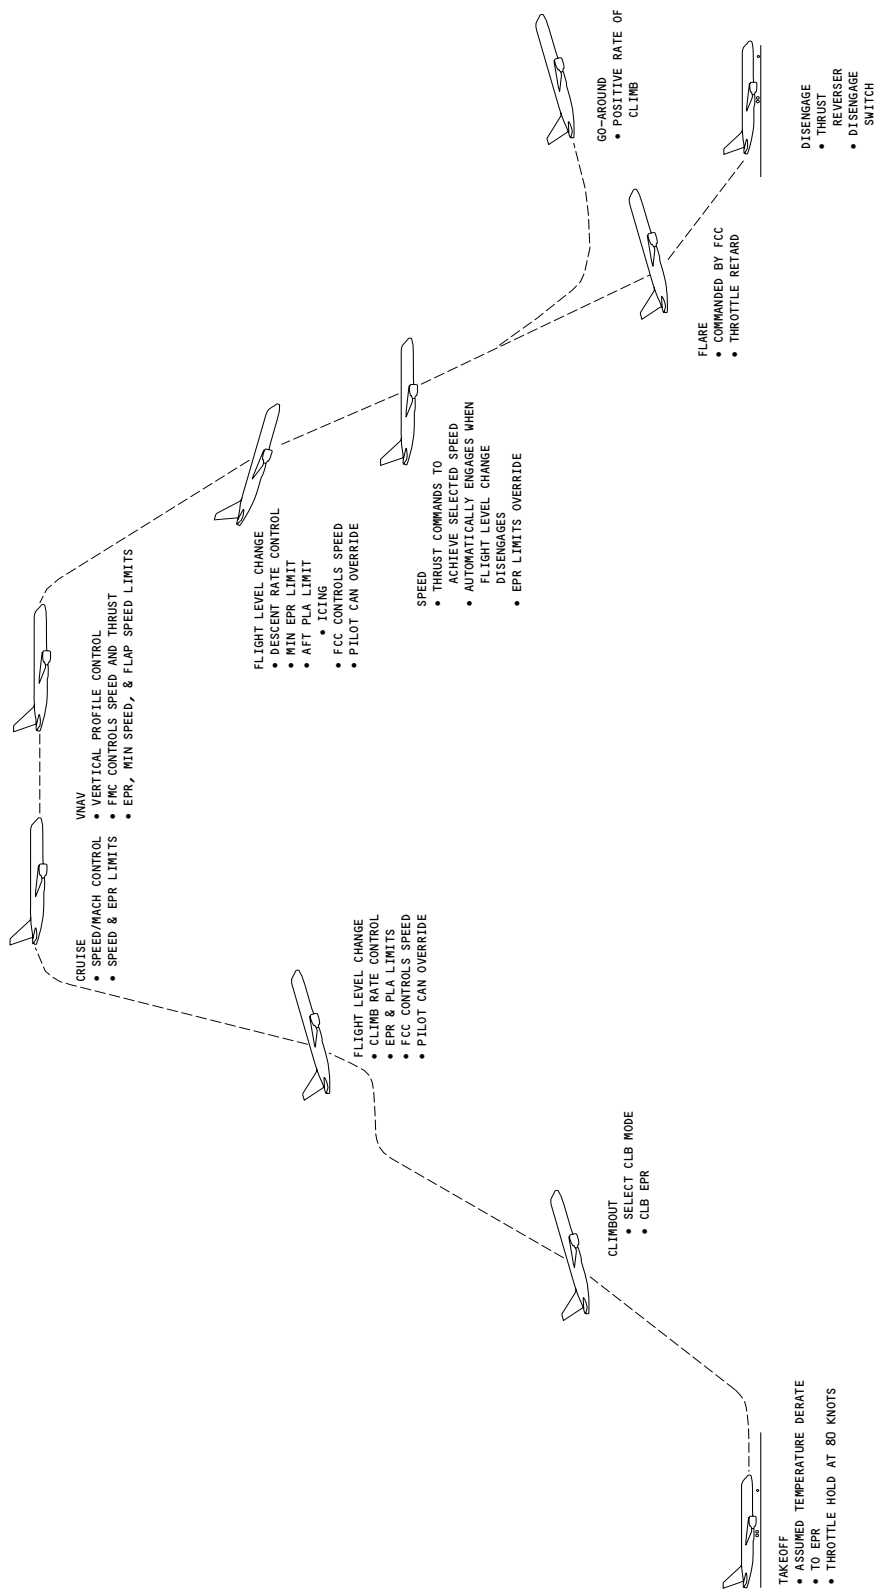 TAKEOFF
• ASSUMED TEMPERATURE DERATE
• TO EPR
• THROTTLE HOLD AT 80 KNOTS
CLIMBOUT
• SELECT CLB MODE
• CLB EPR
FLIGHT LEVEL CHANGE
• CLIMB RATE CONTROL
• EPR & PLA LIMITS
• FCC CONTROLS SPEED
• PILOT CAN OVERRIDE
CRUISE
• SPEED/MACH CONTROL
• SPEED & EPR LIMITS
VNAV
• VERTICAL PROFILE CONTROL
• FMC CONTROLS SPEED AND THRUST
• EPR, MIN SPEED, & FLAP SPEED LIMITS
FLIGHT LEVEL CHANGE
• DESCENT RATE CONTROL
• MIN EPR LIMIT
• AFT PLA LIMIT
• ICING
• FCC CONTROLS SPEED
• PILOT CAN OVERRIDE
SPEED
• THRUST COMMANDS TO
ACHIEVE SELECTED SPEED
• AUTOMATICALLY ENGAGES WHEN
FLIGHT LEVEL CHANGE
DISENGAGES
• EPR LIMITS OVERRIDE
GO-AROUND
• POSITIVE RATE OF
CLIMB
FLARE
• COMMANDED BY FCC
• THROTTLE RETARD
DISENGAGE
• THRUST
REVERSER
• DISENGAGE
SWITCH